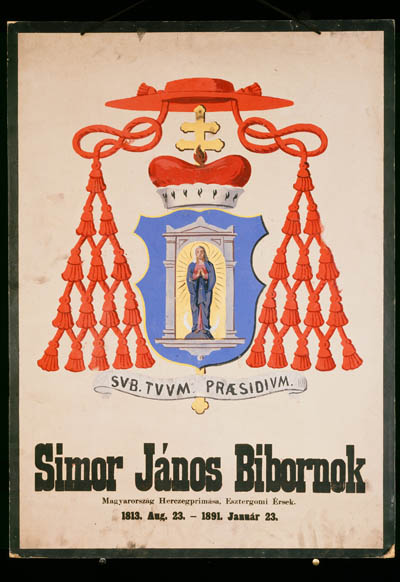 SVB. TVVM. PRÆSIDIVM.
Simor János Bibornok
Magyarország Herczegprimása, Esztergomi Érsek.
1813. Aug. 23. – 1891. Január 23.